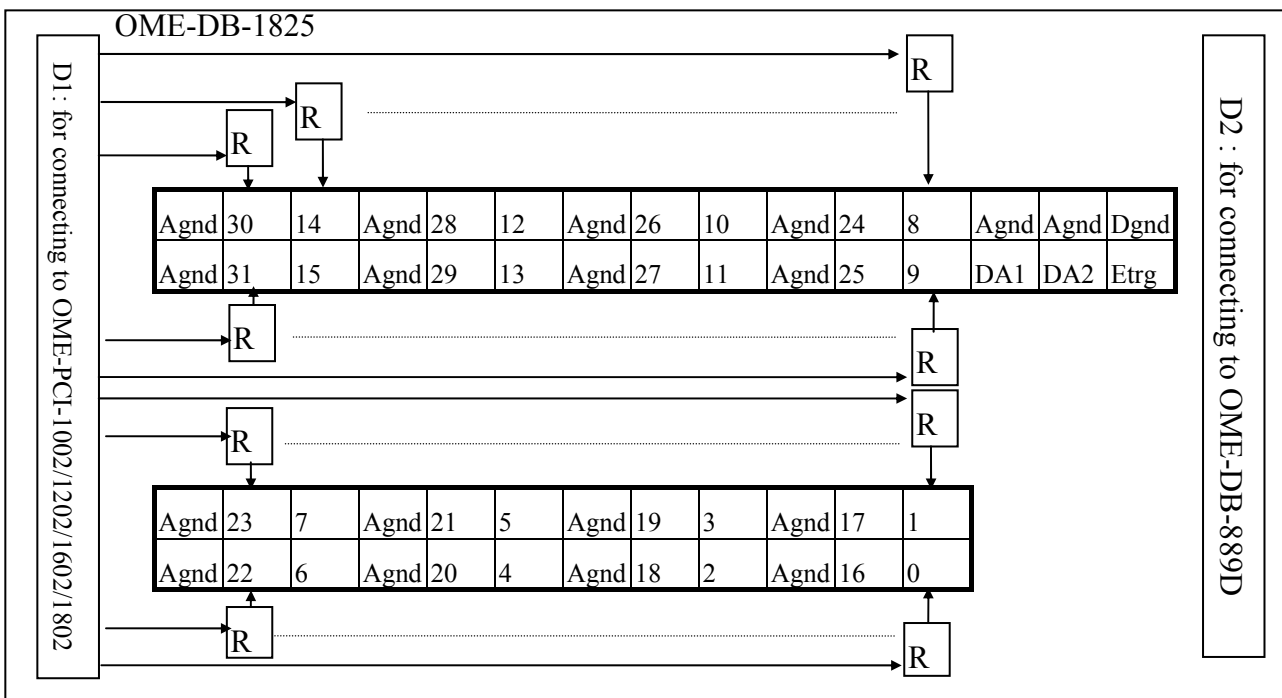 OME-DB-1825
D1: for connecting to OME-PCI-1002/1202/1602/1802
R
R
R
Agnd 30 14 Agnd 28 12 Agnd 26 10 Agnd 24 8 Agnd Agnd Dgnd
Agnd 31 15 Agnd 29 13 Agnd 27 11 Agnd 25 9 DA1 DA2 Etrg
R
R
R
R
Agnd 23 7 Agnd 21 5 Agnd 19 3 Agnd 17 1
Agnd 22 6 Agnd 20 4 Agnd 18 2 Agnd 16 0
R
R
D2 : for connecting to OME-DB-889D